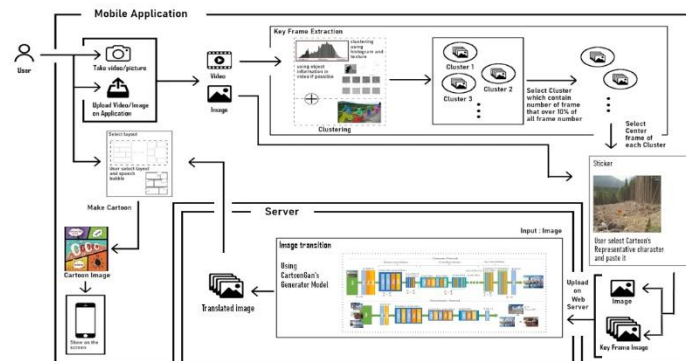 Mobile Application
User
Take video/picture
Upload Video/Image
on Application
Video
Image
Key Frame Extraction
clustering
using
histogram and
texture
using object
information in
video if possible
Clustering
Cluster 1
Cluster 2
Cluster 3
Select Cluster
which contain
number of frame
that over 10% of
all frame number
Select
Center
frame of
each Cluster
Sticker
User select Cartoon's
Representative character
and paste it
Select layout
User select layout
and speech
bubble
Make Cartoon
Cartoon Image
Show on the
screen
Server
Input : Image
Image transition
Using
CartoonGan's
Generator Model
Translated image
Upload
on
Web
Server
Image
Key Frame Image